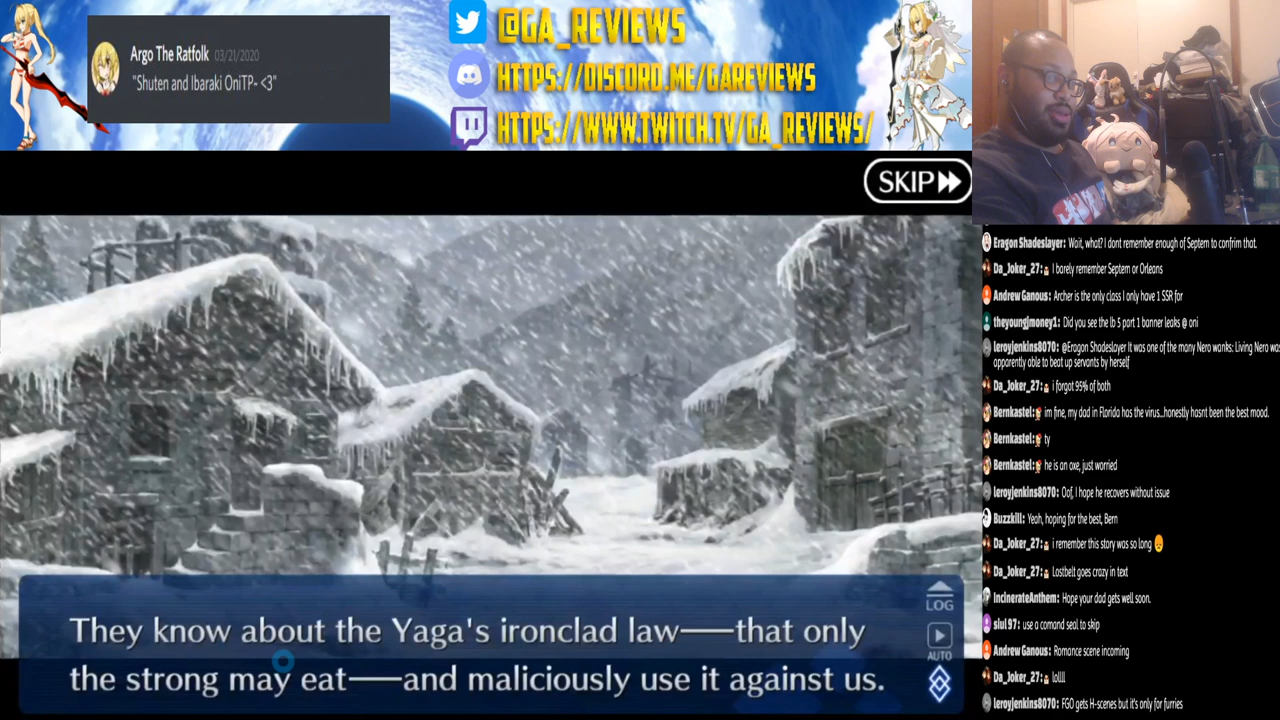 Argo The Ratfolk 03/21/2020
"Shuten and Ibaraki OniTP~ <3"
@GA_REVIEWS
HTTPS://DISCORD.ME/GAREVIEWS
HTTPS://WWW.TWITCH.TV/GA_REVIEWS/
SKIP
Eragon Shadeslayer: Wait, what? I dont remember enough of Septem to confrim that.
Da_Joker_27: I barely remember Septem or Orleans
Andrew Ganous: Archer is the only class I only have 1 SSR for
theyoungjmoney1: Did you see the lb 5 part 1 banner leaks @ oni
leroyjenkins8070: @Eragon Shadeslayer It was one of the many Nero wanks; Living Nero was
apparently able to beat up servants by herself
Da_Joker_27: i forgot 95% of both
Bernkastel: im fine, my dad in Florida has the virus...honestly hasnt been the best mood.
Bernkastel: ty
Bernkastel: he is an oxe, just worried
leroyjenkins8070: Oof, I hope he recovers without issue
Buzzkill: Yeah, hoping for the best, Bern
Da_Joker_27: i remember this story was so long
Da_Joker_27: Lostbelt goes crazy in text
IncinerateAnthem: Hope your dad gets well soon.
siul97: use a comand seal to skip
Andrew Ganous: Romance scene incoming
Da_Joker_27: lollll
leroyjenkins8070: FGO gets H-scenes but it's only for furries
They know about the Yaga's ironclad law——that only
the strong may eat——and maliciously use it against us.
LOG
AUTO